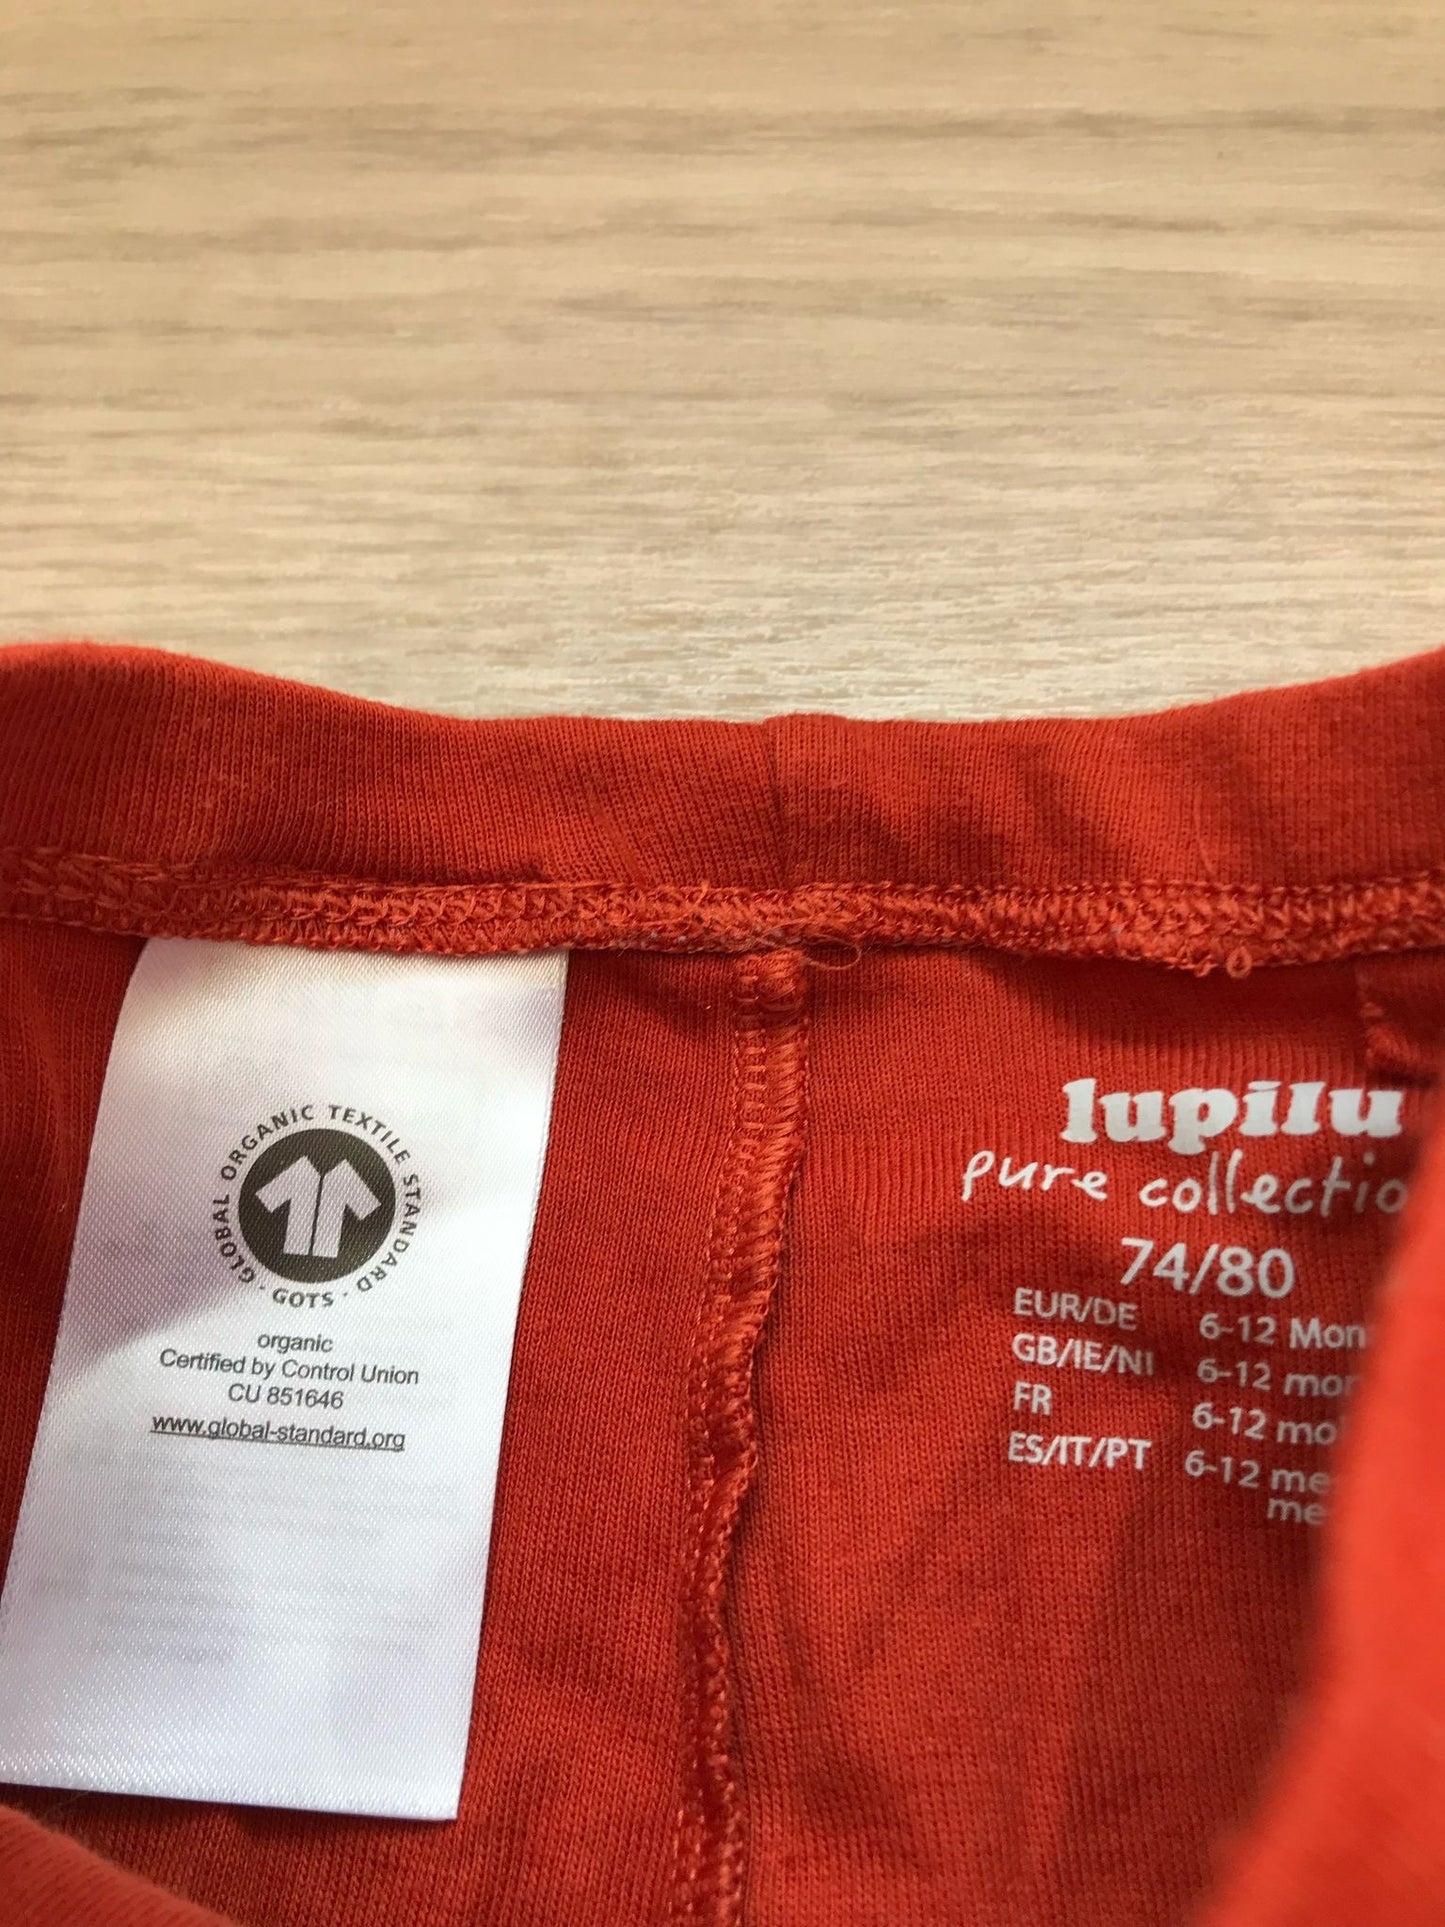 GLOBAL ORGANIC TEXTILE STANDARD · GOTS ·
organic
Certified by Control Union
CU 851646
www.global-standard.org
lupilu
pure collectio
74/80
EUR/DE 6-12 Mon
GB/IE/NI 6-12 mon
FR 6-12 mo
ES/IT/PT 6-12 me
me